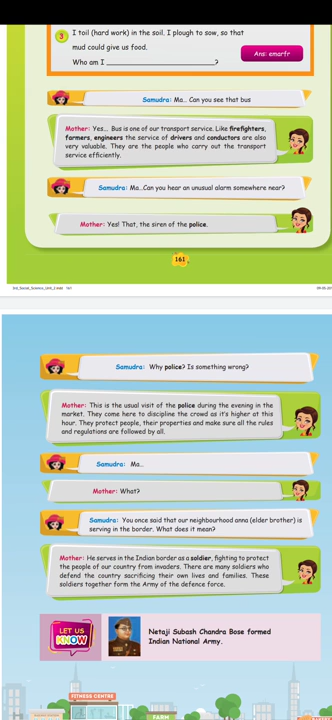 3 I toil (hard work) in the soil. I plough to sow, so that
mud could give us food.
Who am I ______________________________?
Ans: emarfr
Samudra: Ma... Can you see that bus
Mother: Yes... Bus is one of our transport service. Like firefighters,
farmers, engineers the service of drivers and conductors are also
very valuable. They are the people who carry out the transport
service efficiently.
Samudra: Ma...Can you hear an unusual alarm somewhere near?
Mother: Yes! That, the siren of the police.
161
3rd_Social_Science_Unit_2.indd 161
Samudra: Why police? Is something wrong?
Mother: This is the usual visit of the police during the evening in the
market. They come here to discipline the crowd as it's higher at this
hour. They protect people, their properties and make sure all the rules
and regulations are followed by all.
Samudra: Ma...
Mother: What?
Samudra: You once said that our neighbourhood anna (elder brother) is
serving in the border. What does it mean?
Mother: He serves in the Indian border as a soldier, fighting to protect
the people of our country from invaders. There are many soldiers who
defend the country sacrificing their own lives and families. These
soldiers together form the Army of the defence force.
LET US
KNOW
Netaji Subash Chandra Bose formed
Indian National Army.
FITNESS CENTRE
FARM